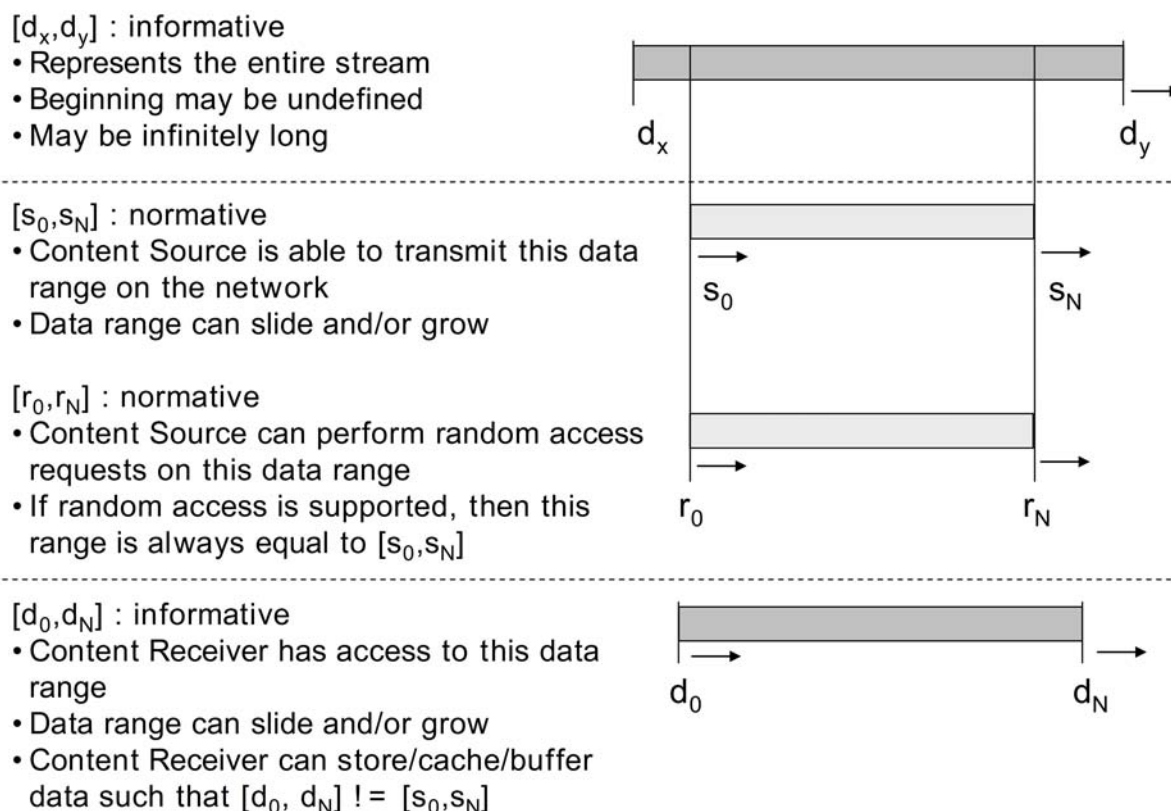 [dx,dy] : informative
• Represents the entire stream
• Beginning may be undefined
• May be infinitely long
dx
dy
[s0,sN] : normative
• Content Source is able to transmit this data
range on the network
• Data range can slide and/or grow
s0
sN
[r0,rN] : normative
• Content Source can perform random access
requests on this data range
• If random access is supported, then this
range is always equal to [s0,sN]
r0
rN
[d0,dN] : informative
• Content Receiver has access to this data
range
• Data range can slide and/or grow
• Content Receiver can store/cache/buffer
data such that [d0, dN] != [s0,sN]
d0
dN